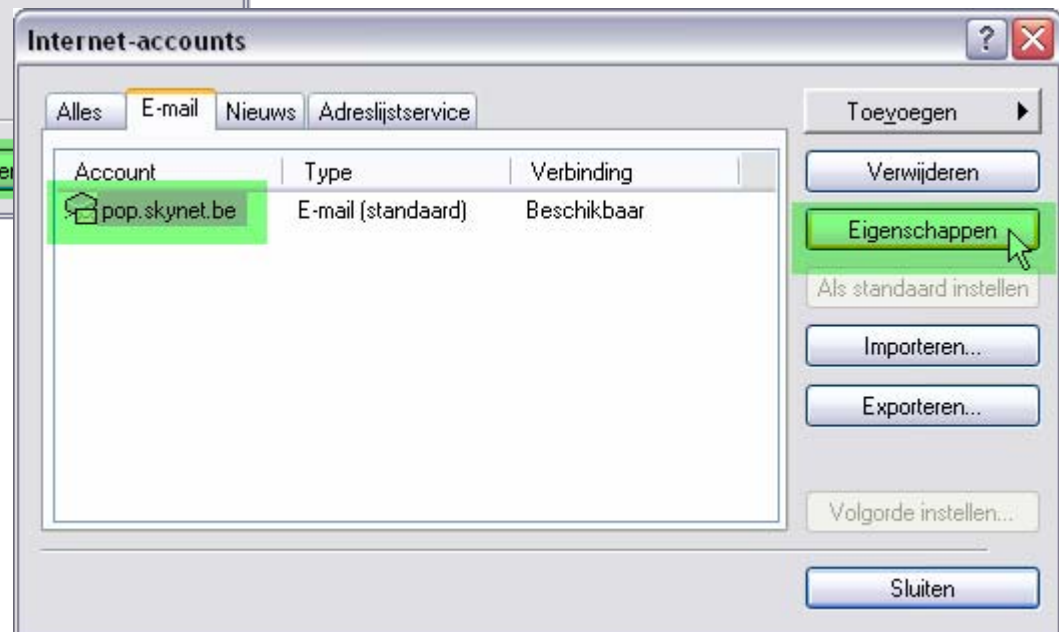 Internet-accounts
Alles E-mail Nieuws Adreslijstservice
Account Type Verbinding
pop.skynet.be E-mail (standaard) Beschikbaar
Toevoegen
Verwijderen
Eigenschappen
Als standaard instellen
Importeren...
Exporteren...
Volgorde instellen...
Sluiten